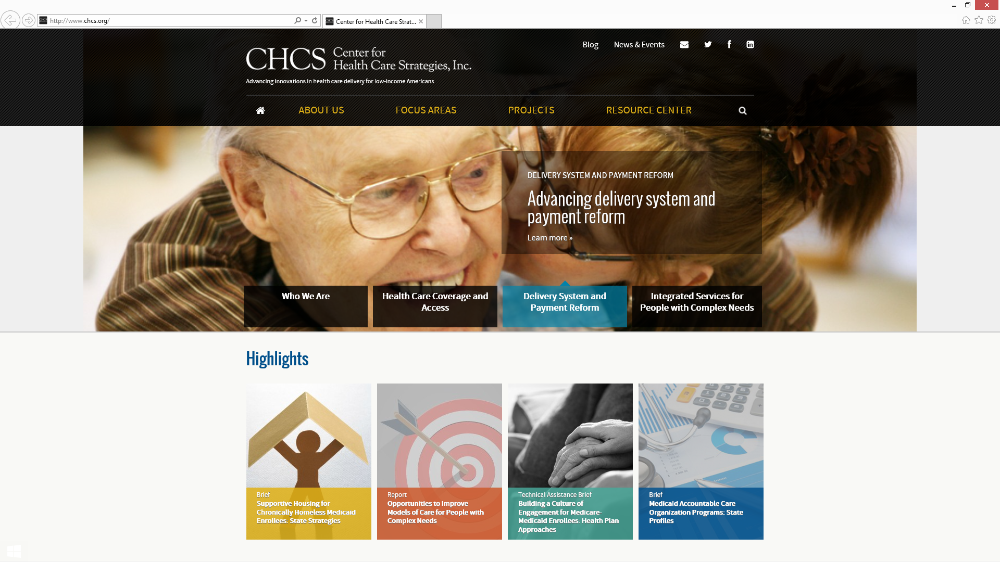 http://www.chcs.org/
Center for Health Care Strat...
Blog
News & Events
CHCS
Center for
Health Care Strategies, Inc.
Advancing innovations in health care delivery for low-income Americans
ABOUT US
FOCUS AREAS
PROJECTS
RESOURCE CENTER
DELIVERY SYSTEM AND PAYMENT REFORM
Advancing delivery system and
payment reform
Learn more »
Who We Are
Health Care Coverage and
Access
Delivery System and
Payment Reform
Integrated Services for
People with Complex Needs
Highlights
Brief
Supportive Housing for
Chronically Homeless Medicaid
Enrollees: State Strategies
Report
Opportunities to Improve
Models of Care for People with
Complex Needs
Technical Assistance Brief
Building a Culture of
Engagement for Medicare-
Medicaid Enrollees: Health Plan
Approaches
Brief
Medicaid Accountable Care
Organization Programs: State
Profiles